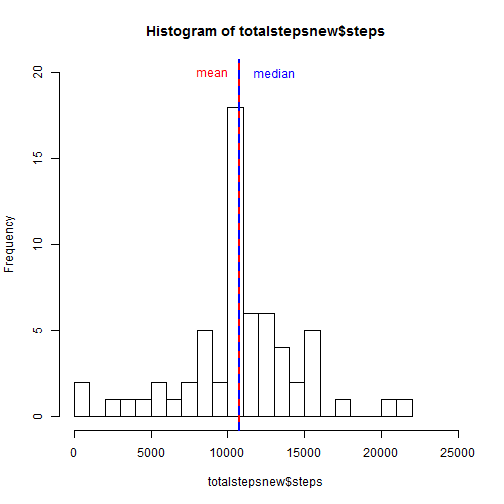 Histogram of totalstepsnew$steps
mean median
Frequency
20
15
10
5
0
0 5000 10000 15000 20000 25000
totalstepsnew$steps